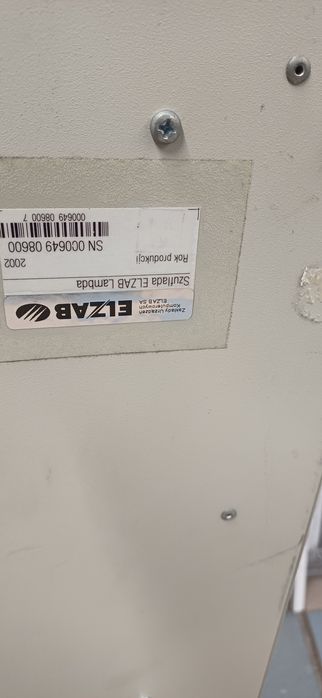 ELZAB
Zakłady Urządzeń
Komputerowych
ELZAB SA
Szuflada ELZAB Lambda
Rok produkcji 2002
SN 000649 08600
000649 08600 7